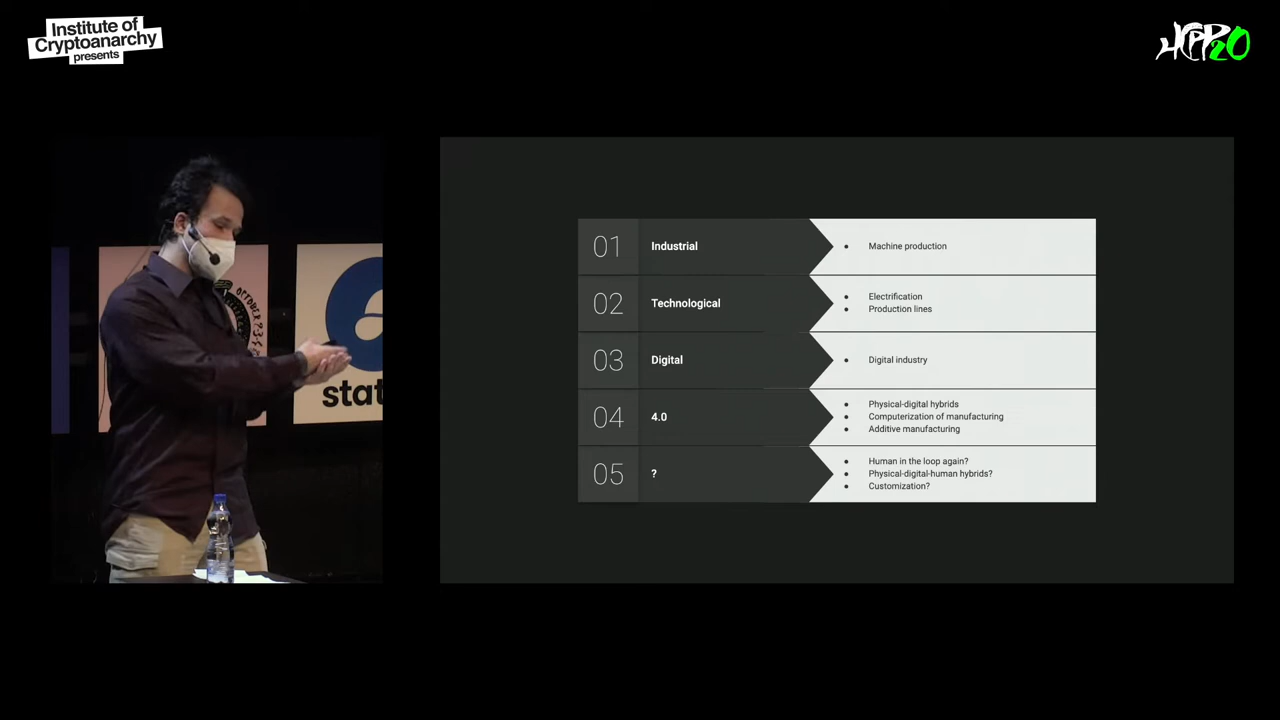 Institute of
Cryptoanarchy
presents
HCPP20
01
Industrial
Machine production
02
Technological
Electrification
Production lines
03
Digital
Digital industry
04
4.0
Physical-digital hybrids
Computerization of manufacturing
Additive manufacturing
05
?
Human in the loop again?
Physical-digital-human hybrids?
Customization?
OCTOBER
stat